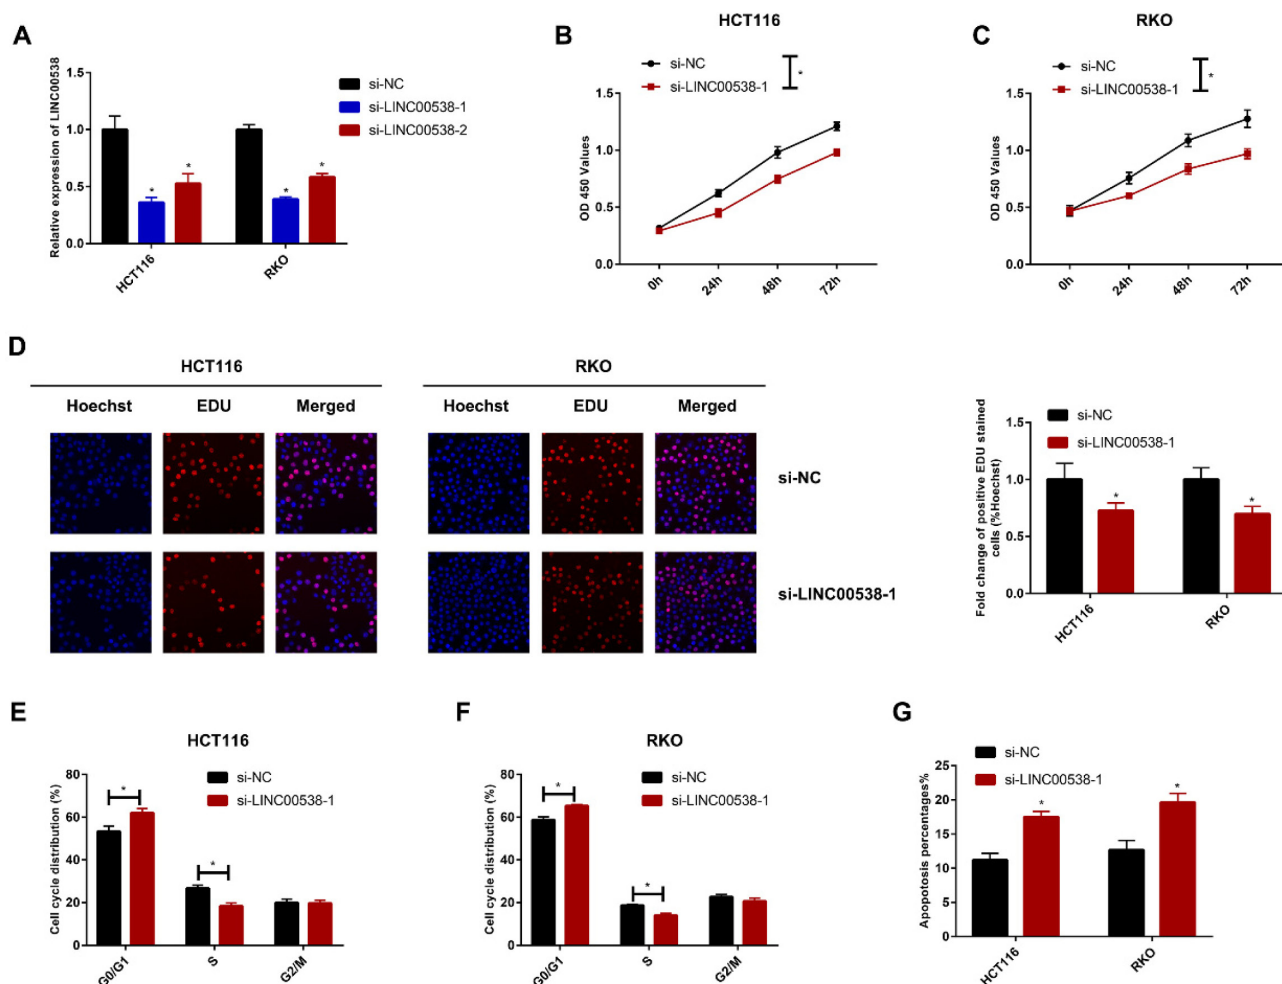 A
Relative expression of LINC00538
1.5
1.0
0.5
0.0
*
*
*
*
HCT116
RKO
si-NC
si-LINC00538-1
si-LINC00538-2
B
HCT116
si-NC
si-LINC00538-1
*
OD 450 Values
1.5
1.0
0.5
0.0
0h
24h
48h
72h
C
RKO
si-NC
si-LINC00538-1
*
OD 450 Values
1.5
1.0
0.5
0.0
0h
24h
48h
72h
D
HCT116
RKO
Hoechst
EDU
Merged
Hoechst
EDU
Merged
si-NC
si-LINC00538-1
Fold change of positive EDU stained
cells (%Hoechst)
1.5
1.0
0.5
0.0
si-NC
si-LINC00538-1
*
*
HCT116
RKO
E
HCT116
si-NC
si-LINC00538-1
Cell cycle distribution (%)
80
60
40
20
0
*
*
G0/G1
S
G2/M
F
RKO
si-NC
si-LINC00538-1
Cell cycle distribution (%)
80
60
40
20
0
*
*
G0/G1
S
G2/M
G
si-NC
si-LINC00538-1
Apopotosis percentages%
25
20
15
10
5
0
*
*
HCT116
RKO